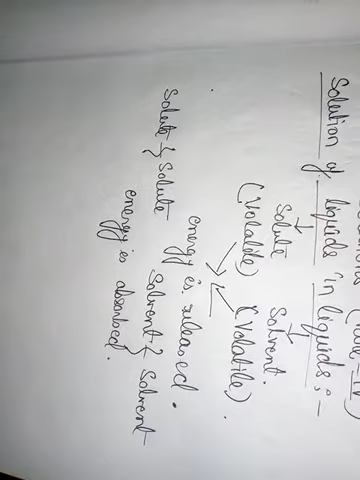 Solution of liquids in liquids :-
Solute Solvent
(Volatile) (Volatile)
energy is released.
Solute { Solute Solvent { Solvent
energy is absorbed.